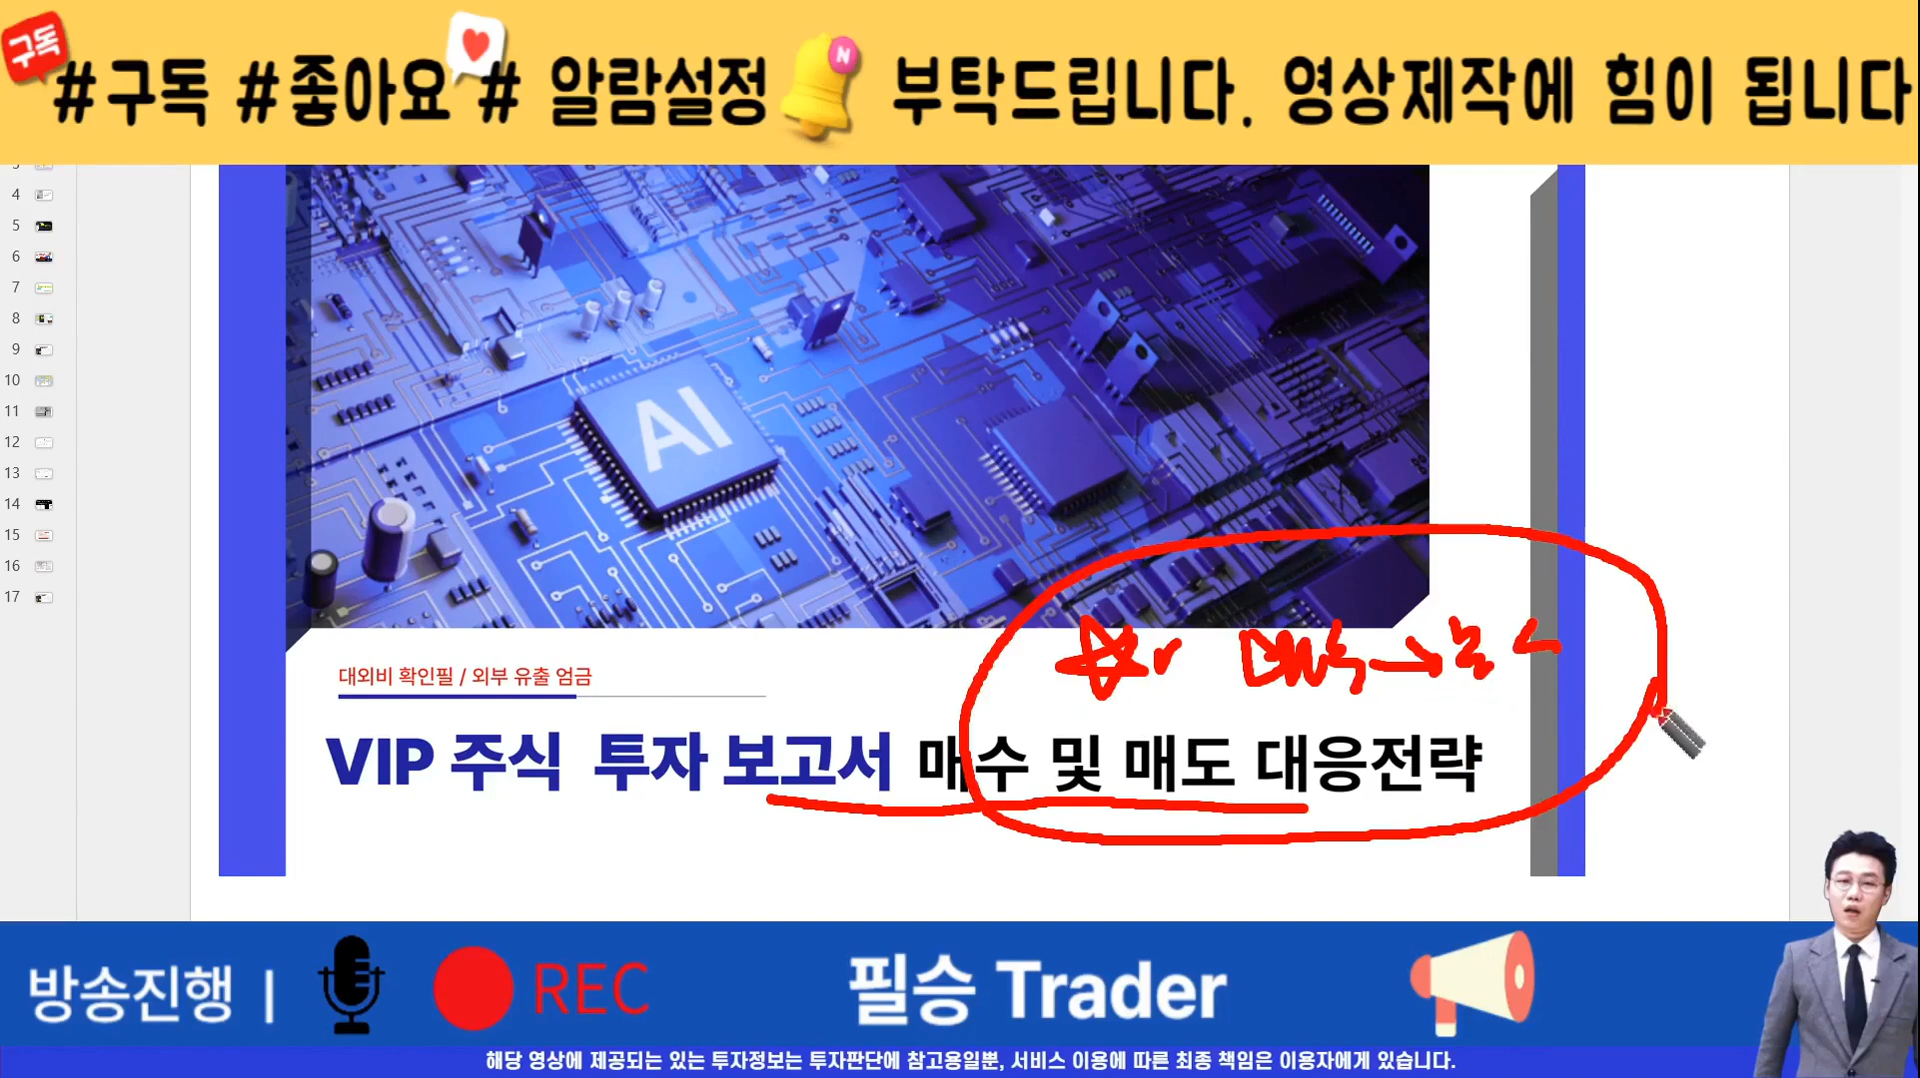 구독
#구독 #좋아요 # 알람설정 N 부탁드립니다. 영상제작에 힘이 됩니다
4
5
6
7
8
9
10
11
12
13
14
15
16
17
AI
대외비 확인필 / 외부 유출 엄금
VIP 주식 투자 보고서 매수 및 매도 대응전략
방송진행 | REC 필승 Trader
해당 영상에 제공되는 있는 투자정보는 투자판단에 참고용일뿐, 서비스 이용에 따른 최종 책임은 이용자에게 있습니다.